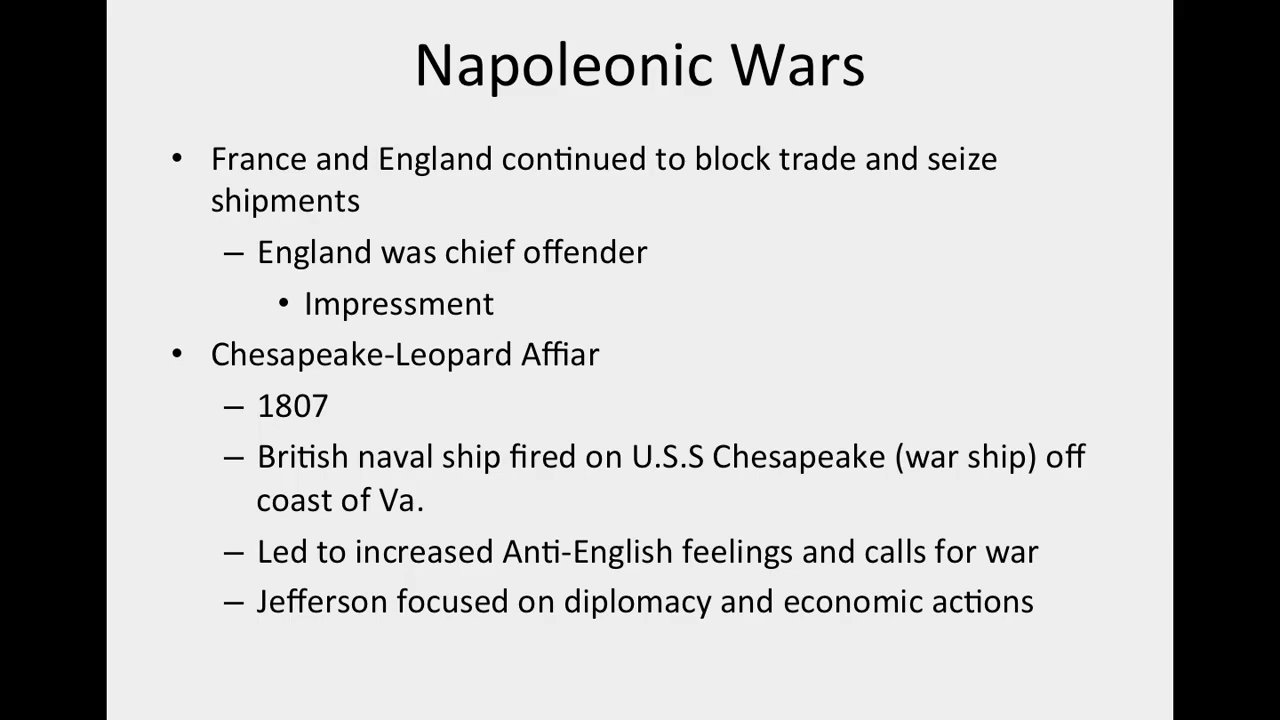 Napoleonic Wars
• France and England continued to block trade and seize
shipments
– England was chief offender
• Impressment
• Chesapeake-Leopard Affiar
– 1807
– British naval ship fired on U.S.S Chesapeake (war ship) off
coast of Va.
– Led to increased Anti-English feelings and calls for war
– Jefferson focused on diplomacy and economic actions